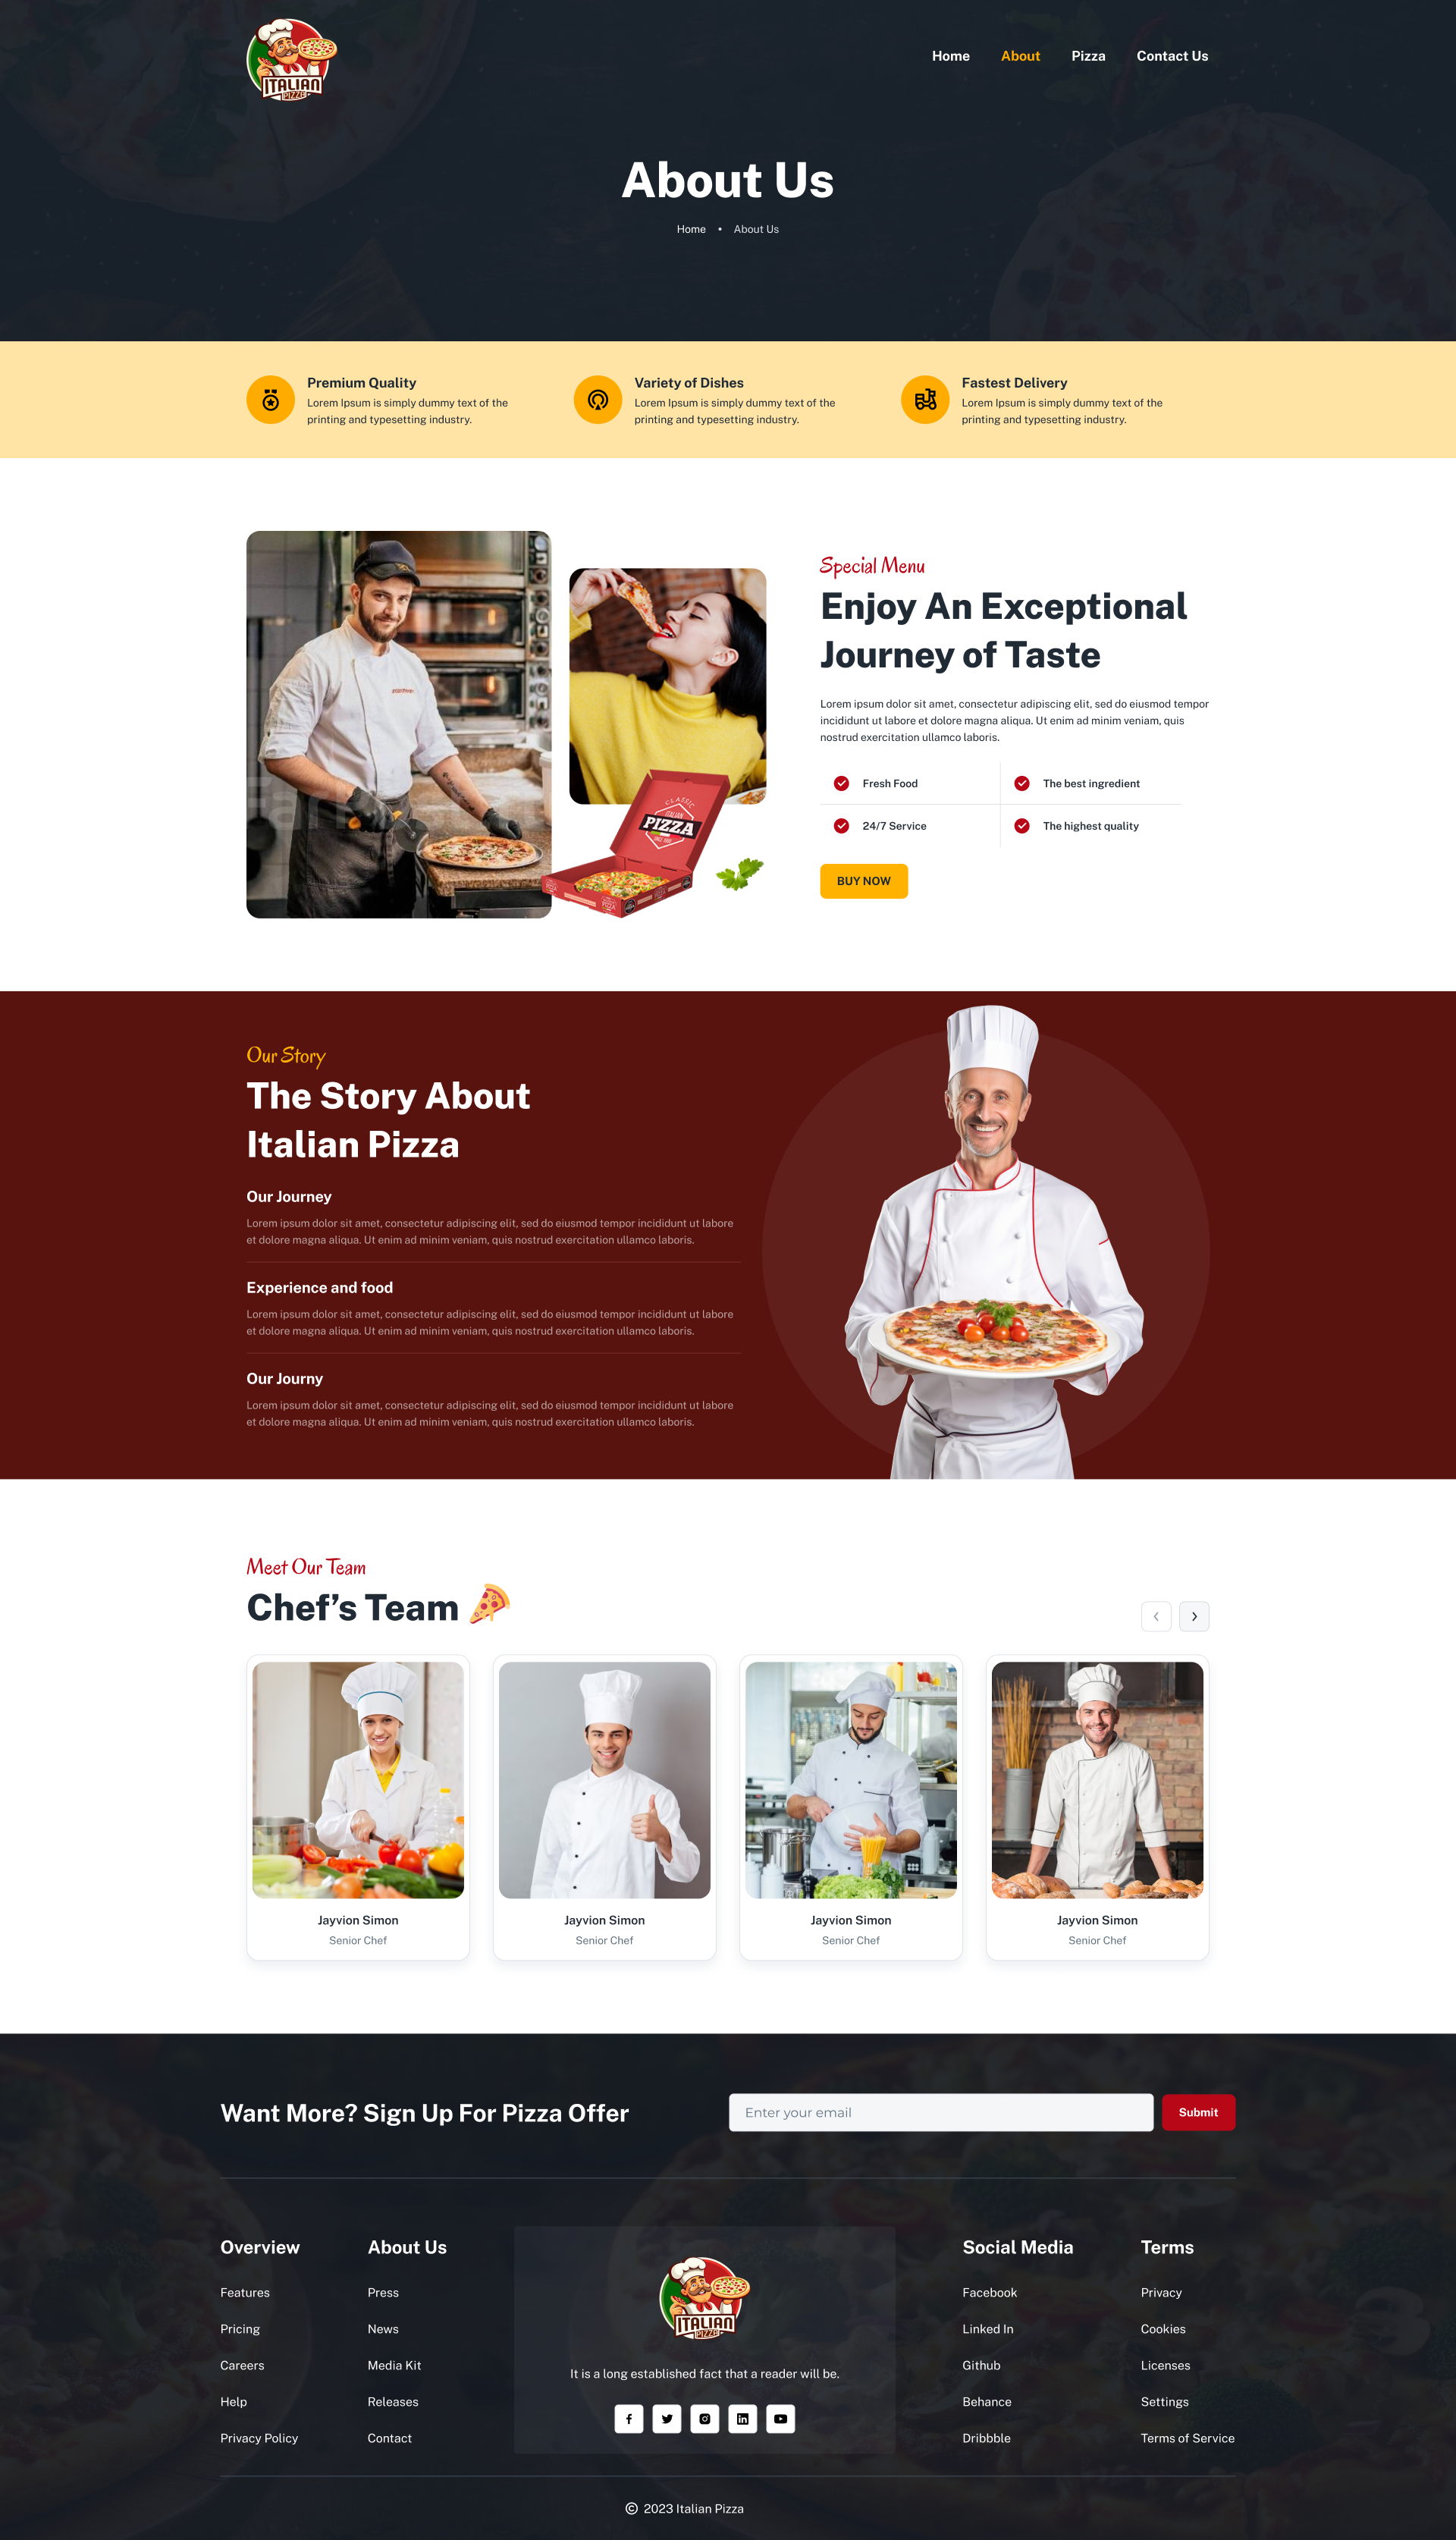 ITALIAN
PIZZA
Home
About
Pizza
Contact Us
About Us
Home • About Us
Premium Quality
Lorem Ipsum is simply dummy text of the
printing and typesetting industry.
Variety of Dishes
Lorem Ipsum is simply dummy text of the
printing and typesetting industry.
Fastest Delivery
Lorem Ipsum is simply dummy text of the
printing and typesetting industry.
CLASSIC
ITALIAN
PIZZA
Special Menu
Enjoy An Exceptional
Journey of Taste
Lorem ipsum dolor sit amet, consectetur adipiscing elit, sed do eiusmod tempor
incididunt ut labore et dolore magna aliqua. Ut enim ad minim veniam, quis
nostrud exercitation ullamco laboris.
Fresh Food
The best ingredient
24/7 Service
The highest quality
BUY NOW
Our Story
The Story About
Italian Pizza
Our Journey
Lorem ipsum dolor sit amet, consectetur adipiscing elit, sed do eiusmod tempor incididunt ut labore
et dolore magna aliqua. Ut enim ad minim veniam, quis nostrud exercitation ullamco laboris.
Experience and food
Lorem ipsum dolor sit amet, consectetur adipiscing elit, sed do eiusmod tempor incididunt ut labore
et dolore magna aliqua. Ut enim ad minim veniam, quis nostrud exercitation ullamco laboris.
Our Journy
Lorem ipsum dolor sit amet, consectetur adipiscing elit, sed do eiusmod tempor incididunt ut labore
et dolore magna aliqua. Ut enim ad minim veniam, quis nostrud exercitation ullamco laboris.
Meet Our Team
Chef’s Team
Jayvion Simon
Senior Chef
Jayvion Simon
Senior Chef
Jayvion Simon
Senior Chef
Jayvion Simon
Senior Chef
Want More? Sign Up For Pizza Offer
Enter your email
Submit
Overview
Features
Pricing
Careers
Help
Privacy Policy
About Us
Press
News
Media Kit
Releases
Contact
ITALIAN
PIZZA
It is a long established fact that a reader will be.
Social Media
Facebook
Linked In
Github
Behance
Dribbble
Terms
Privacy
Cookies
Licenses
Settings
Terms of Service
© 2023 Italian Pizza